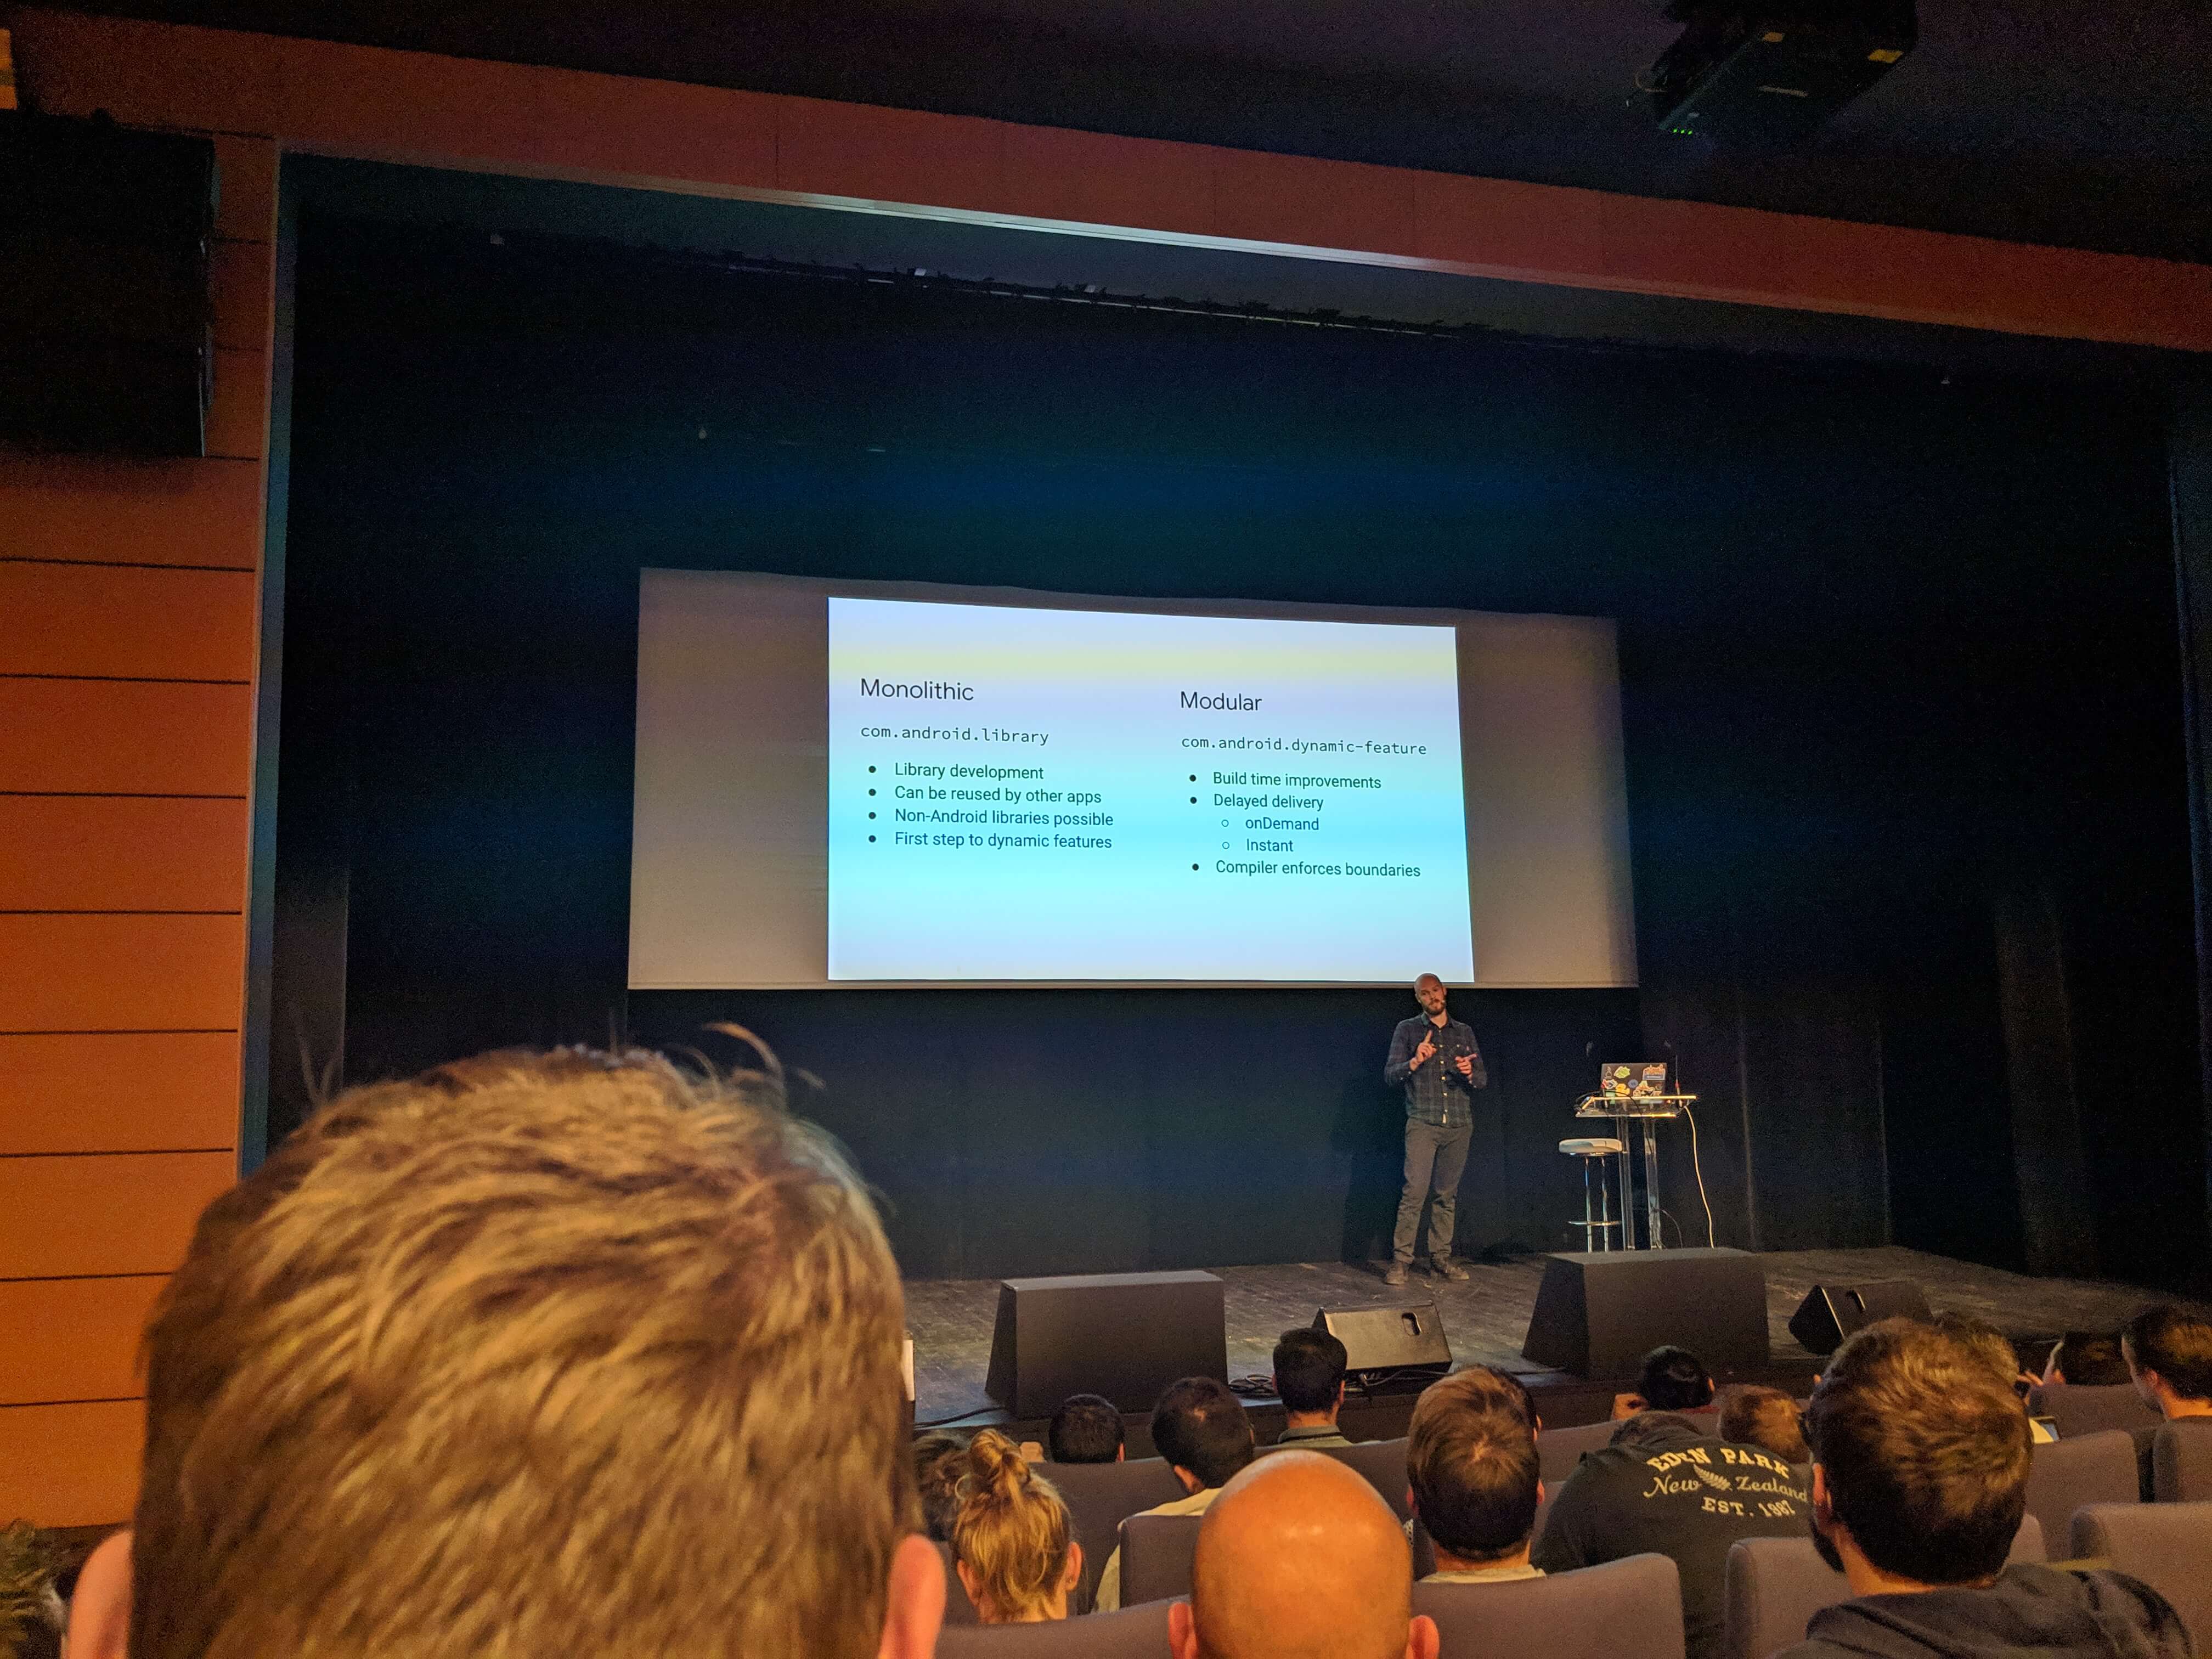 Monolithic
com.android.library
● Library development
● Can be reused by other apps
● Non-Android libraries possible
● First step to dynamic features
Modular
com.android.dynamic-feature
● Build time improvements
● Delayed delivery
○ onDemand
○ Instant
● Compiler enforces boundaries
EDEN PARK
New Zealand
EST. 1987